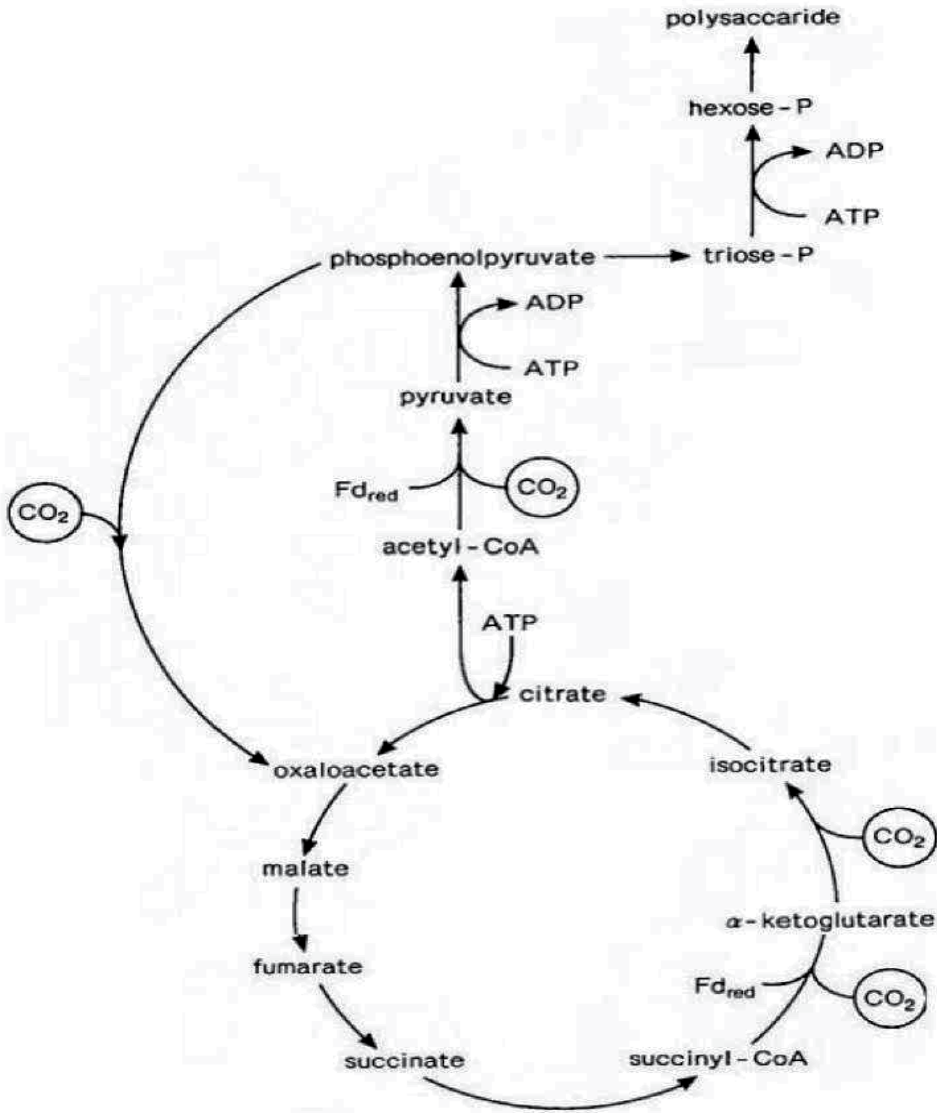 polysaccaride
hexose-P
ADP
ATP
phosphoenolpyruvate
triose-P
ADP
ATP
pyruvate
Fdred
CO₂
CO₂
acetyl-CoA
ATP
citrate
oxaloacetate
isocitrate
CO₂
malate
α-ketoglutarate
fumarate
Fdred
CO₂
succinate
succinyl-CoA